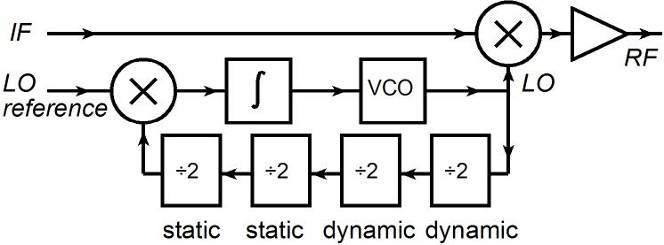 IF
RF
LO
reference
∫
VCO
LO
÷2
÷2
÷2
÷2
static
static
dynamic
dynamic